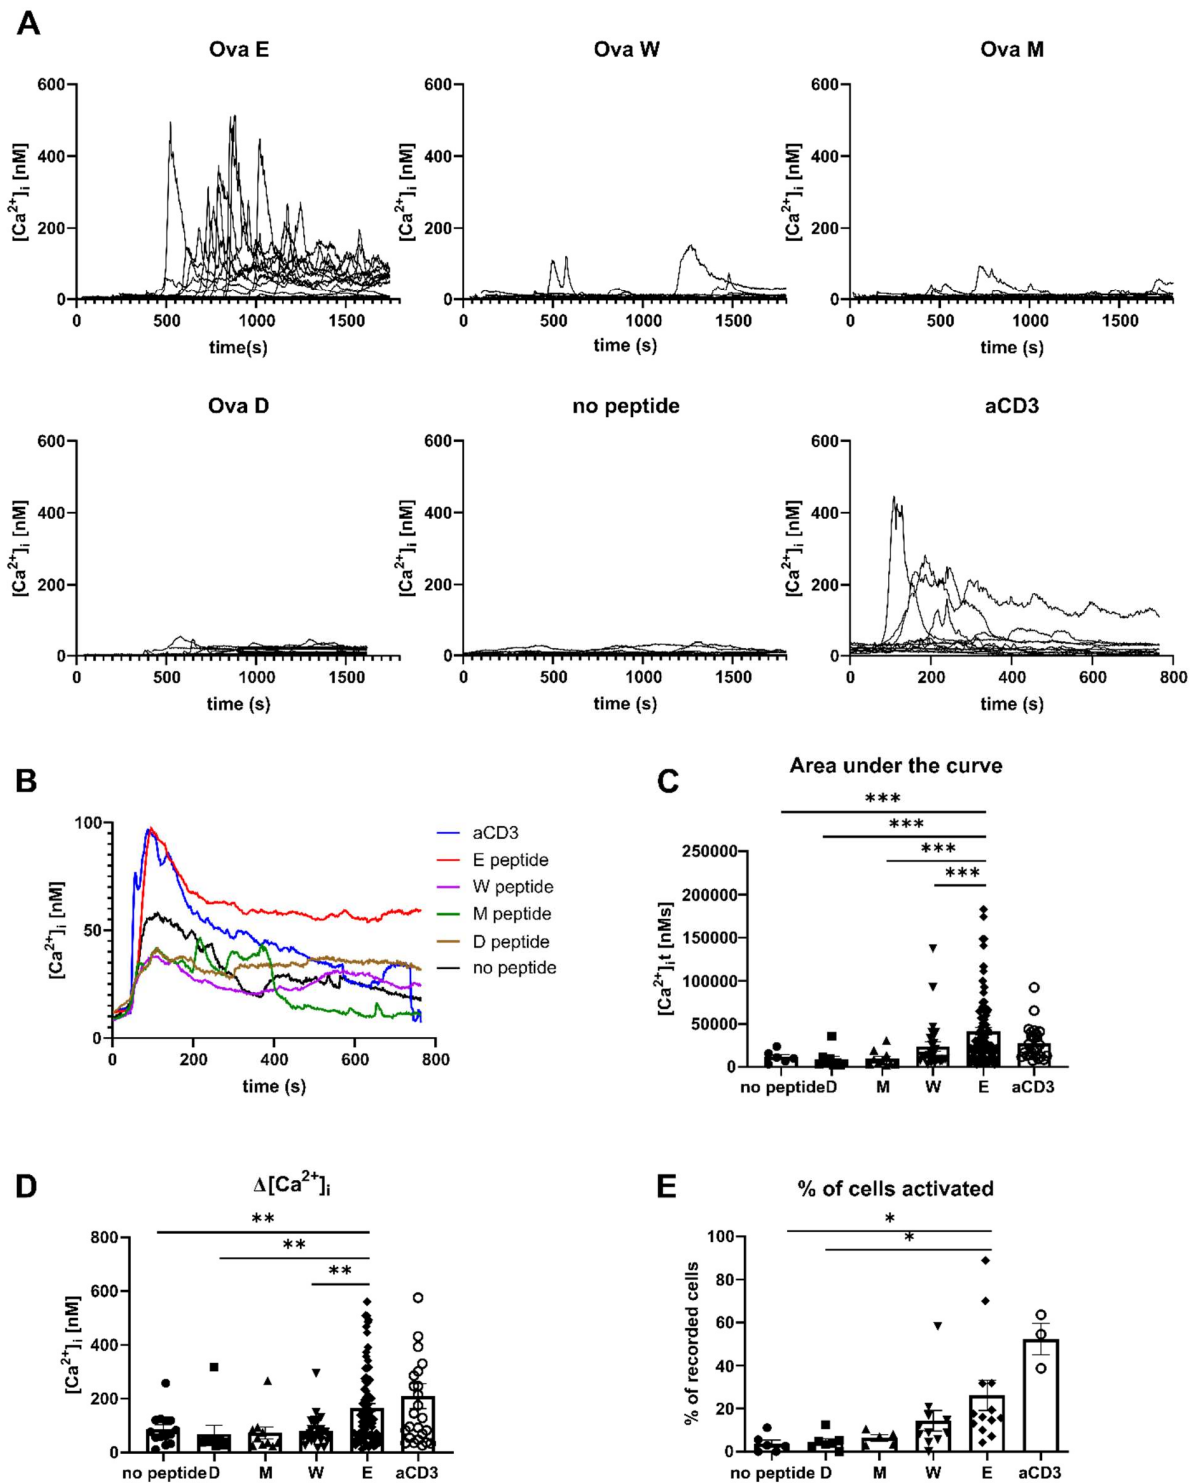 A
Ova E
Ova W
Ova M
600
400
200
0
[Ca²⁺]ᵢ [nM]
0 500 1000 1500
time(s)
600
400
200
0
[Ca²⁺]ᵢ [nM]
0 500 1000 1500
time (s)
600
400
200
0
[Ca²⁺]ᵢ [nM]
0 500 1000 1500
time (s)
Ova D
no peptide
aCD3
600
400
200
0
[Ca²⁺]ᵢ [nM]
0 500 1000 1500
time (s)
600
400
200
0
[Ca²⁺]ᵢ [nM]
0 500 1000 1500
time (s)
600
400
200
0
[Ca²⁺]ᵢ [nM]
0 200 400 600 800
time (s)
B
100
50
0
[Ca²⁺]ᵢ [nM]
0 200 400 600 800
time (s)
aCD3
E peptide
W peptide
M peptide
D peptide
no peptide
C
Area under the curve
***
***
***
***
250000
200000
150000
100000
50000
0
[Ca²⁺]ᵢt [nMs]
no peptide D M W E aCD3
D
Δ[Ca²⁺]ᵢ
**
**
**
800
600
400
200
0
[Ca²⁺]ᵢ [nM]
no peptide D M W E aCD3
E
% of cells activated
*
*
100
80
60
40
20
0
% of recorded cells
no peptide D M W E aCD3